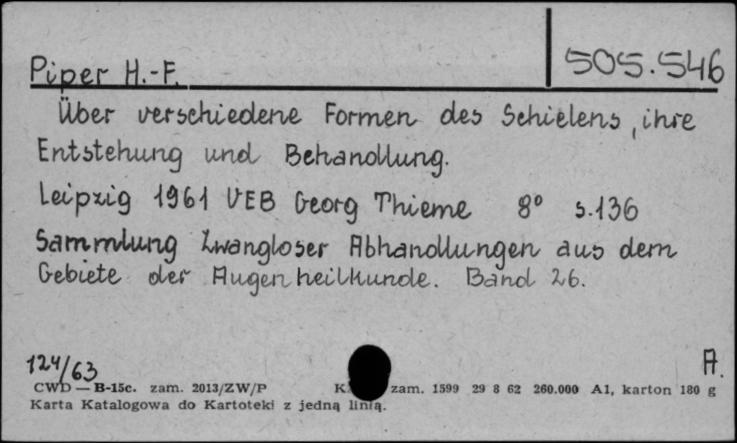 Piper H.-F.
505.546
Über verschiedene Formen des Schielens, ihre
Entstehung und Behandlung.
Leipzig 1961 VEB Georg Thieme 8° s.136
Sammlung Zwangloser Abhandlungen aus dem
Gebiete der Augenheilkunde. Band 26.
124/63
A.
CWD — B-15c. zam. 2013/ZW/P K. zam. 1599 29 8 62 260.000 A1, karton 180 g
Karta Katalogowa do Kartoteki z jedną linią.